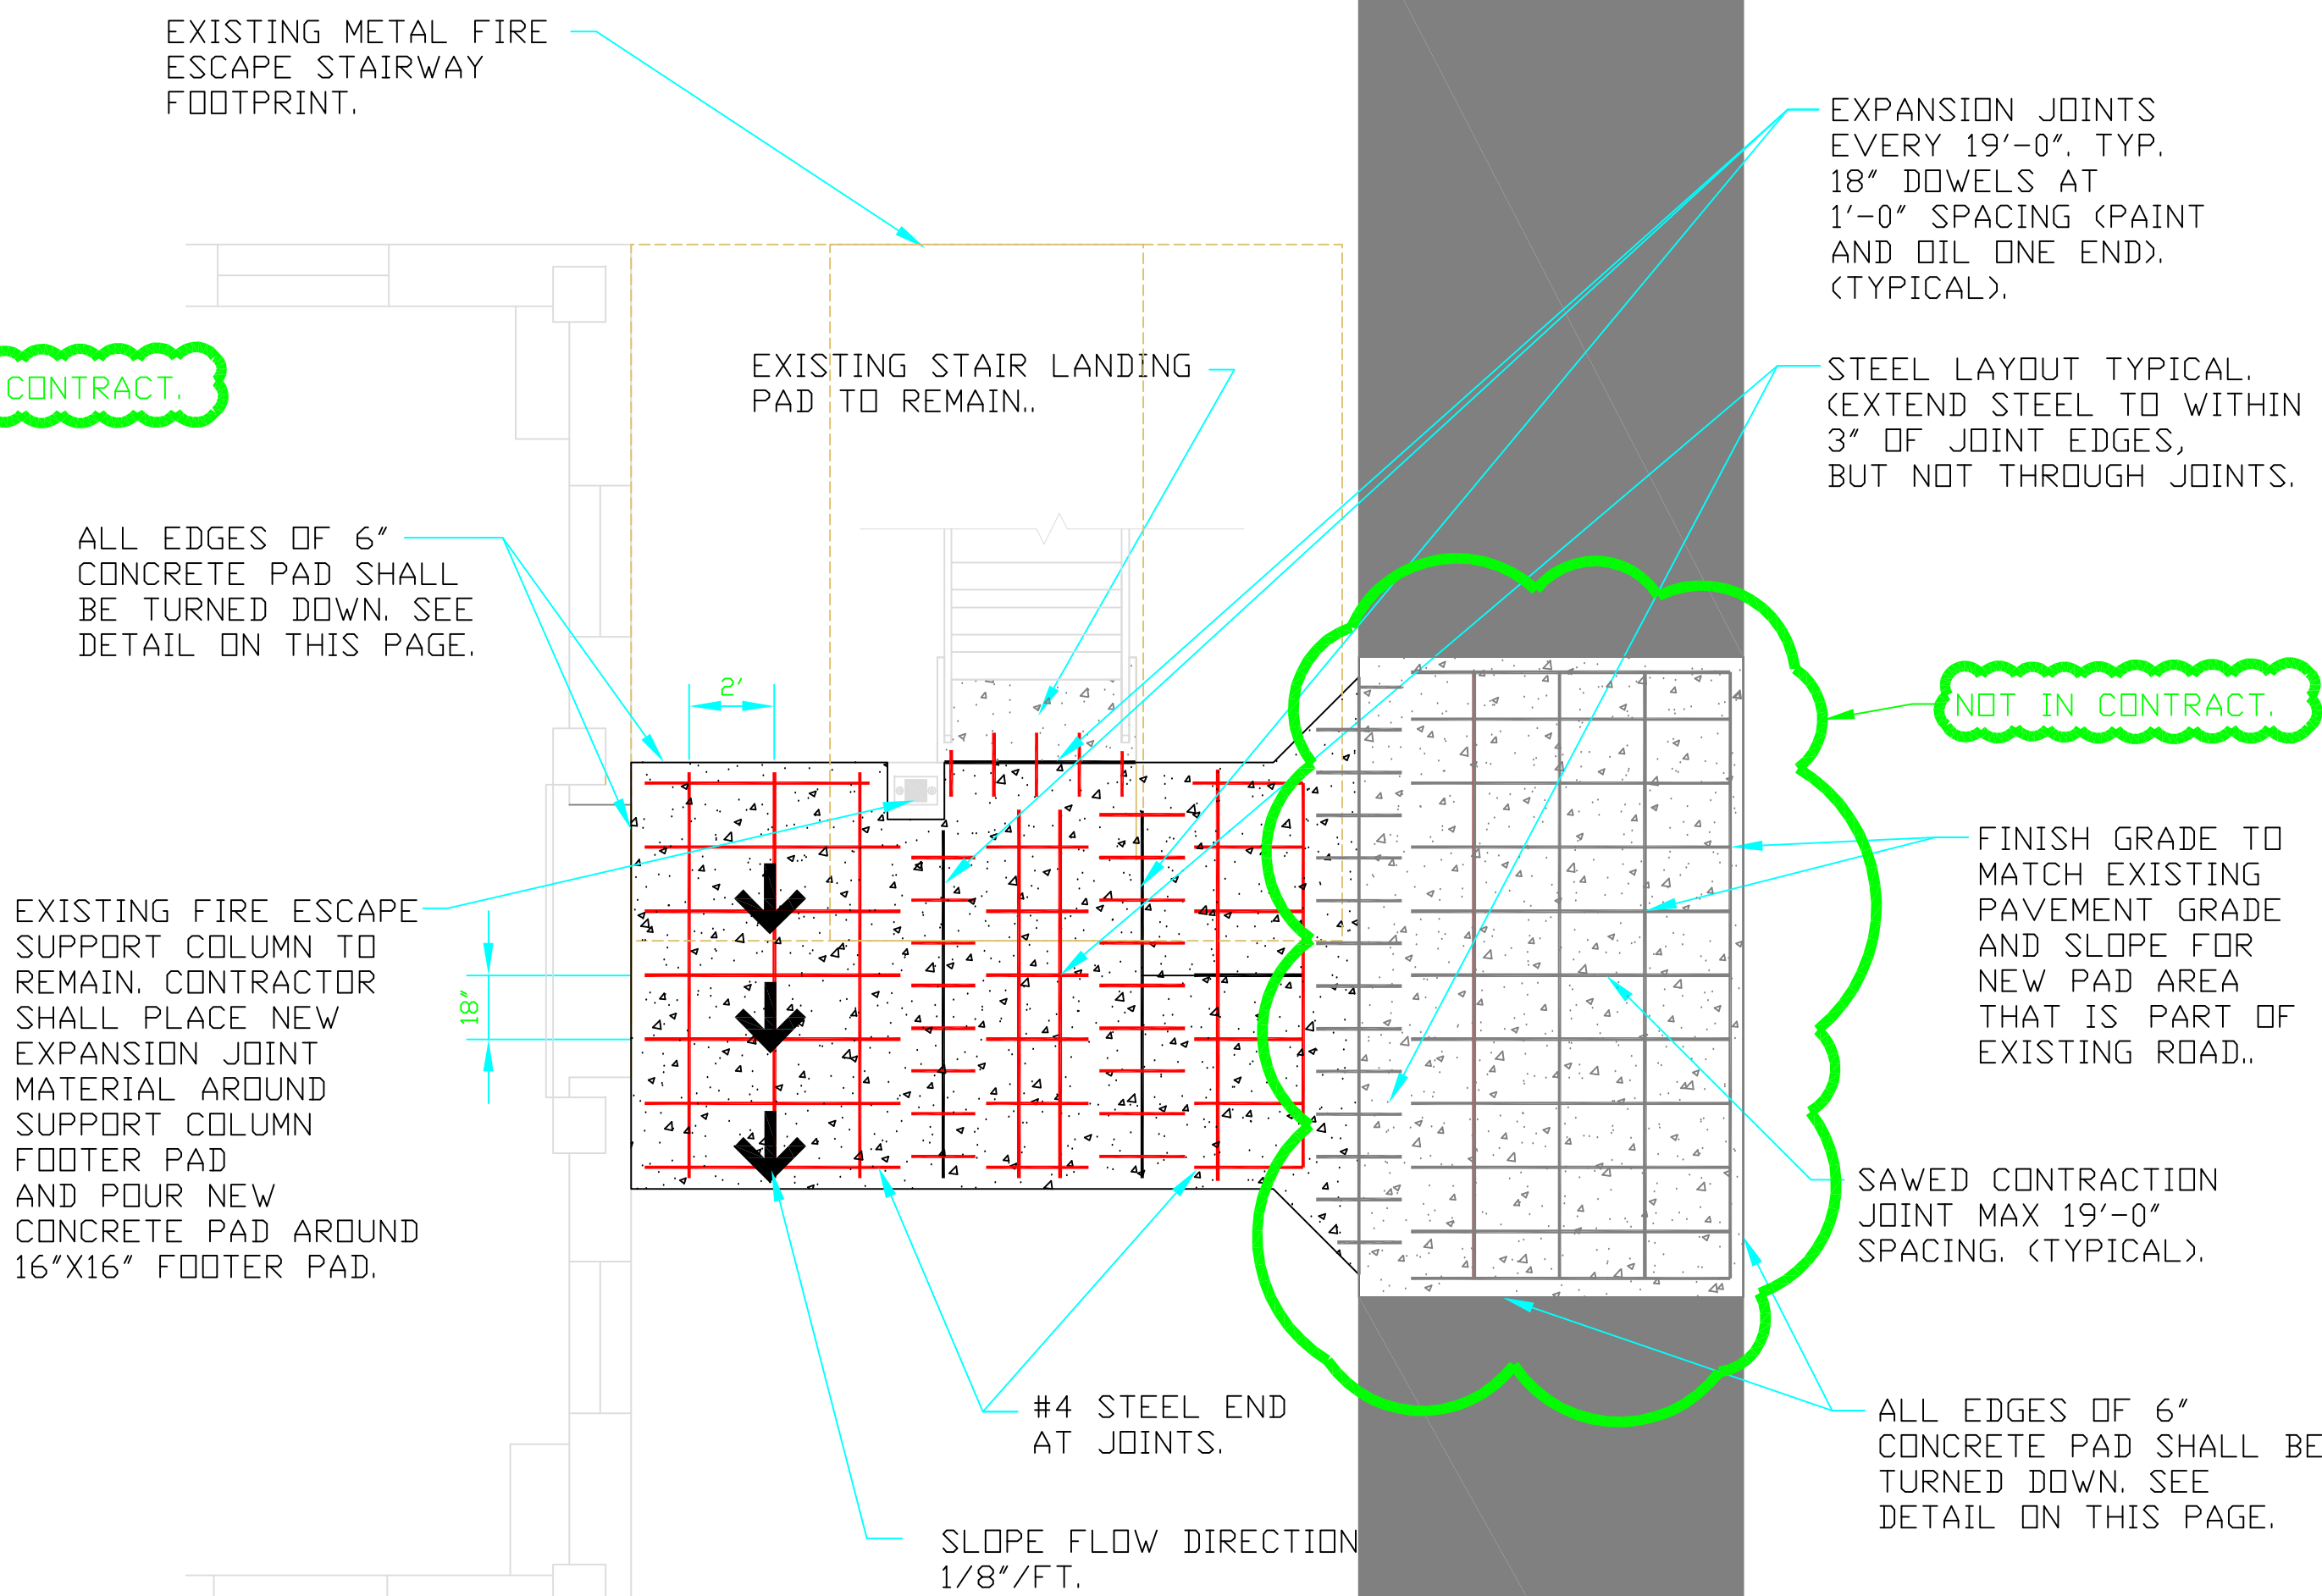 EXISTING METAL FIRE
ESCAPE STAIRWAY
FOOTPRINT.
EXPANSION JOINTS
EVERY 19'-0". TYP.
18" DOWELS AT
1'-0" SPACING (PAINT
AND OIL ONE END).
(TYPICAL).
CONTRACT.
EXISTING STAIR LANDING
PAD TO REMAIN..
STEEL LAYOUT TYPICAL.
(EXTEND STEEL TO WITHIN
3" OF JOINT EDGES,
BUT NOT THROUGH JOINTS.
ALL EDGES OF 6"
CONCRETE PAD SHALL
BE TURNED DOWN. SEE
DETAIL ON THIS PAGE.
2'
NOT IN CONTRACT.
FINISH GRADE TO
MATCH EXISTING
PAVEMENT GRADE
AND SLOPE FOR
NEW PAD AREA
THAT IS PART OF
EXISTING ROAD..
EXISTING FIRE ESCAPE
SUPPORT COLUMN TO
REMAIN. CONTRACTOR
SHALL PLACE NEW
EXPANSION JOINT
MATERIAL AROUND
SUPPORT COLUMN
FOOTER PAD
AND POUR NEW
CONCRETE PAD AROUND
16"X16" FOOTER PAD.
18"
SAWED CONTRACTION
JOINT MAX 19'-0"
SPACING. (TYPICAL).
#4 STEEL END
AT JOINTS.
ALL EDGES OF 6"
CONCRETE PAD SHALL BE
TURNED DOWN. SEE
DETAIL ON THIS PAGE.
SLOPE FLOW DIRECTION
1/8"/FT.